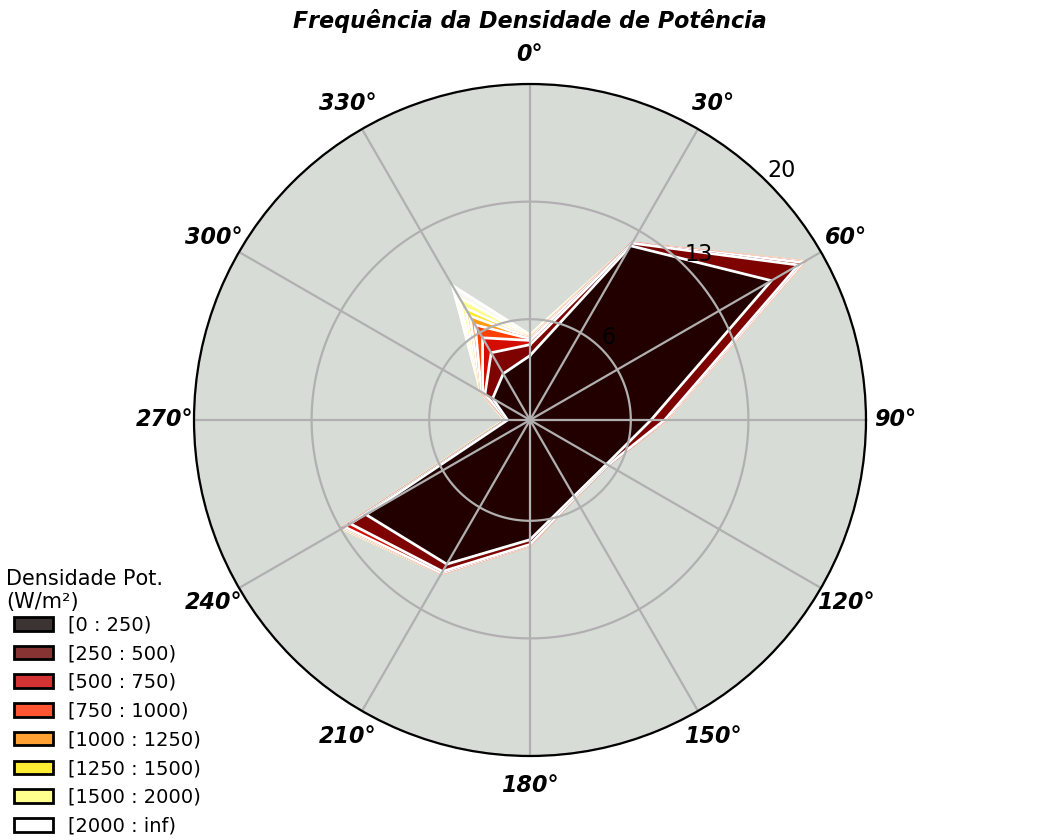 Frequência da Densidade de Potência
0°
330°
30°
20
300°
60°
13
6
270°
90°
240°
120°
210°
150°
180°
Densidade Pot.
(W/m²)
[0 : 250)
[250 : 500)
[500 : 750)
[750 : 1000)
[1000 : 1250)
[1250 : 1500)
[1500 : 2000)
[2000 : inf)